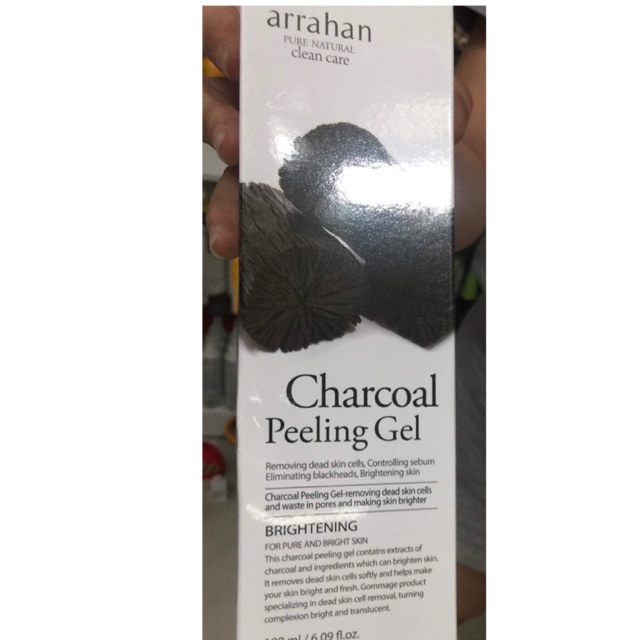 arrahan
PURE NATURAL
clean care
Charcoal
Peeling Gel
Removing dead skin cells, Controlling sebum
Eliminating blackheads, Brightening skin
Charcoal Peeling Gel-removing dead skin cells
and waste in pores and making skin brighter
BRIGHTENING
FOR PURE AND BRIGHT SKIN
This charcoal peeling gel contains extracts of
charcoal and ingredients which can brighten skin.
It removes dead skin cells softly and helps make
your skin bright and fresh. Gommage product
specializing in dead skin cell removal, turning
complexion bright and translucent.
ml / 6.09 fl.oz.